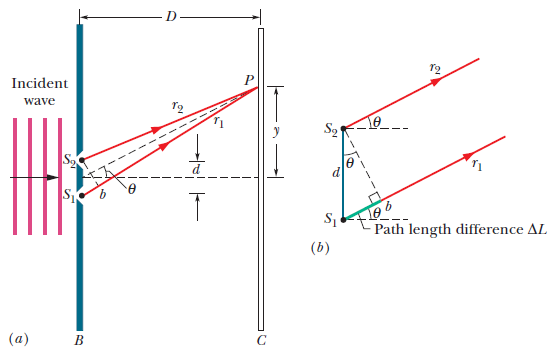 D
Incident
wave
P
r₂
r₁
y
S₂
d
S₁
b
θ
(a)
B
C
r₂
S₂
θ
θ
d
r₁
S₁
θ
b
Path length difference ΔL
(b)